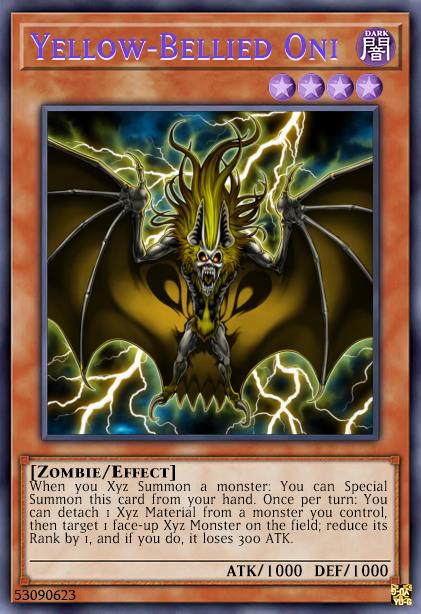 Yellow-Bellied Oni
DARK
闇
[Zombie/Effect]
When you Xyz Summon a monster: You can Special
Summon this card from your hand. Once per turn: You
can detach 1 Xyz Material from a monster you control,
then target 1 face-up Xyz Monster on the field; reduce its
Rank by 1, and if you do, it loses 300 ATK.
ATK/1000 DEF/1000
53090623